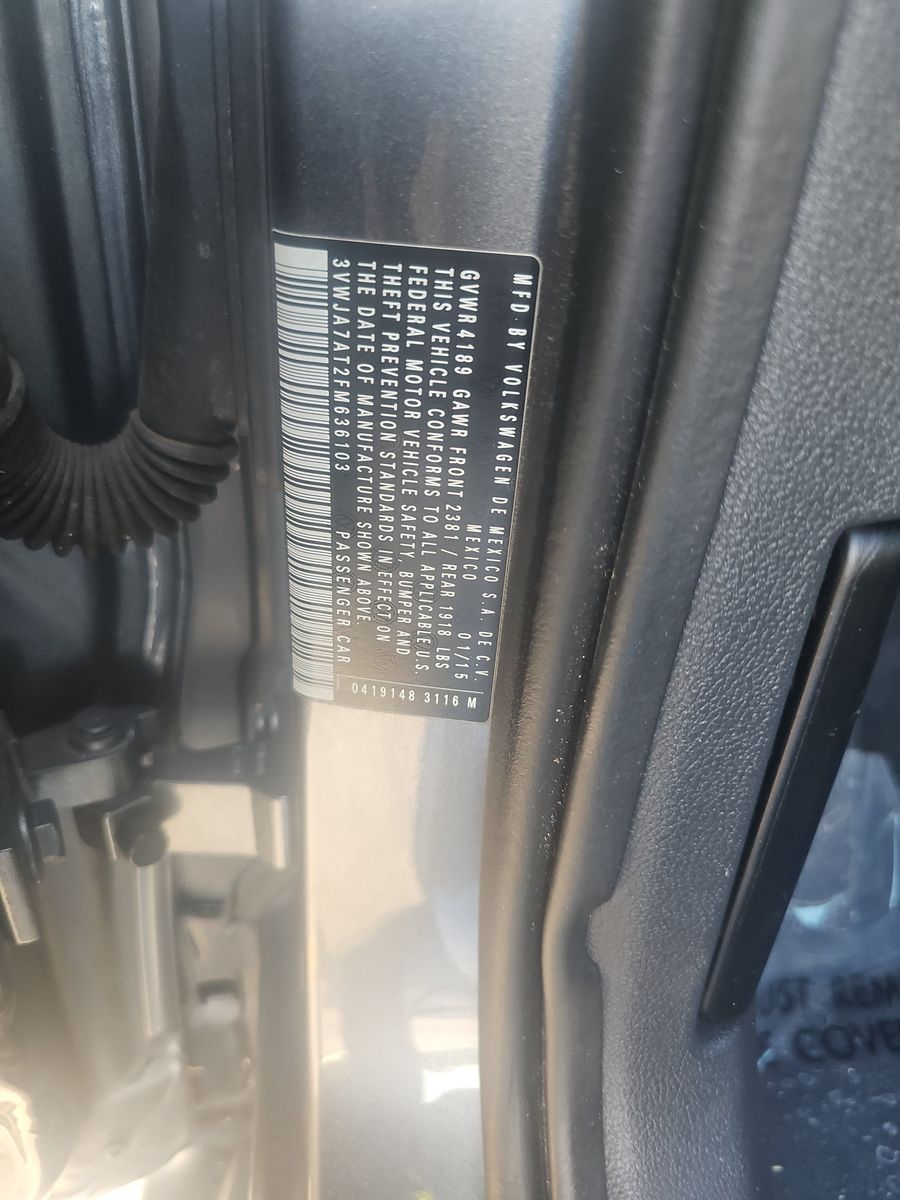 MFD. BY VOLKSWAGEN DE MEXICO S.A. DE C.V.
MEXICO 01/15
GVWR 4189 GAWR FRONT 2381 / REAR 1918 LBS
THIS VEHICLE CONFORMS TO ALL APPLICABLE U.S.
FEDERAL MOTOR VEHICLE SAFETY, BUMPER AND
THEFT PREVENTION STANDARDS IN EFFECT ON
THE DATE OF MANUFACTURE SHOWN ABOVE.
3VWJA7AT2FM636103 PASSENGER CAR
0419148 3116 M